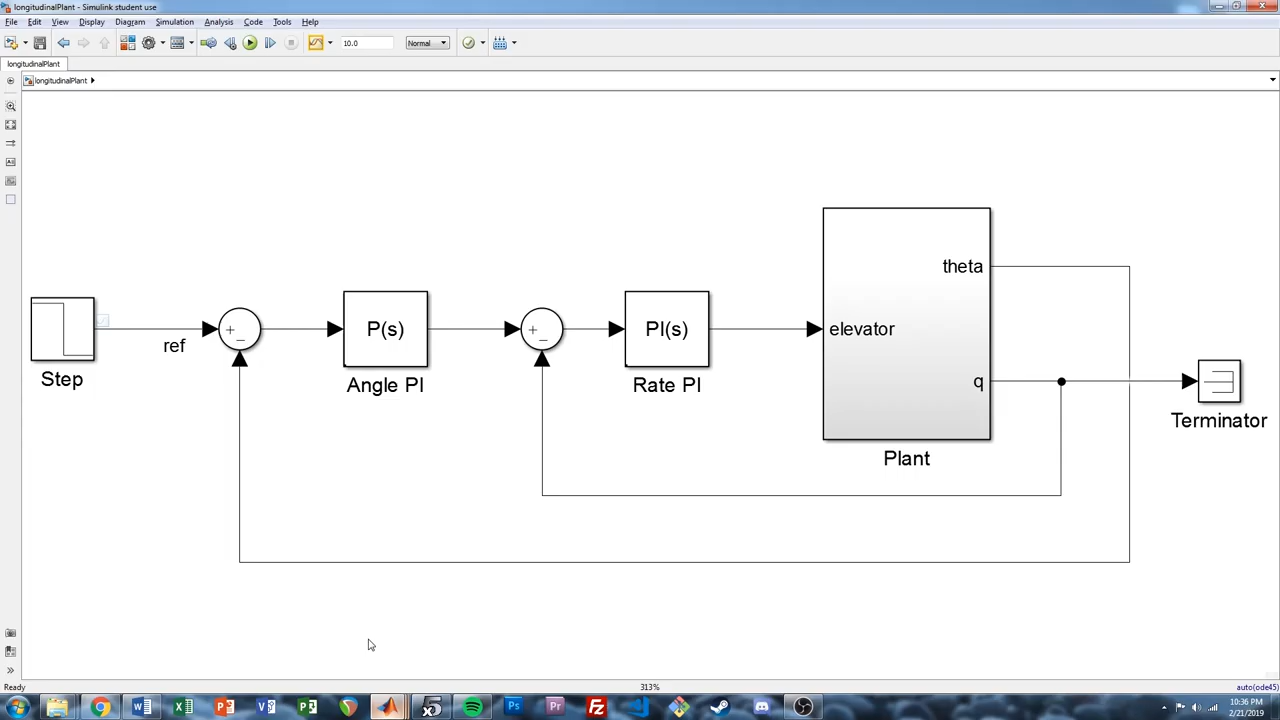 longitudinalPlant - Simulink student use
File Edit View Display Diagram Simulation Analysis Code Tools Help
10.0 Normal
longitudinalPlant
longitudinalPlant
theta
+
_
P(s)
+
_
PI(s)
elevator
ref
Step
Angle PI
Rate PI
q
Terminator
Plant
Ready 313% auto(ode45)
10:36 PM
2/21/2019